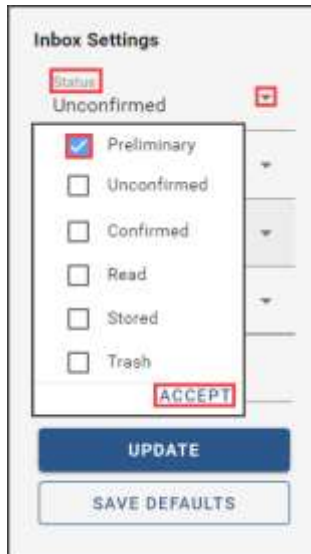 Inbox Settings
Status
Unconfirmed
Preliminary
Unconfirmed
Confirmed
Read
Stored
Trash
ACCEPT
UPDATE
SAVE DEFAULTS